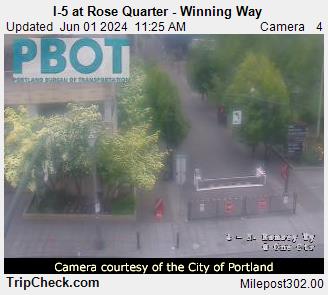 I-5 at Rose Quarter - Winning Way
Updated Jun 01 2024 11:25 AM Camera 4
PBOT
PORTLAND BUREAU OF TRANSPORTATION
Camera courtesy of the City of Portland
TripCheck.com Milepost302.00